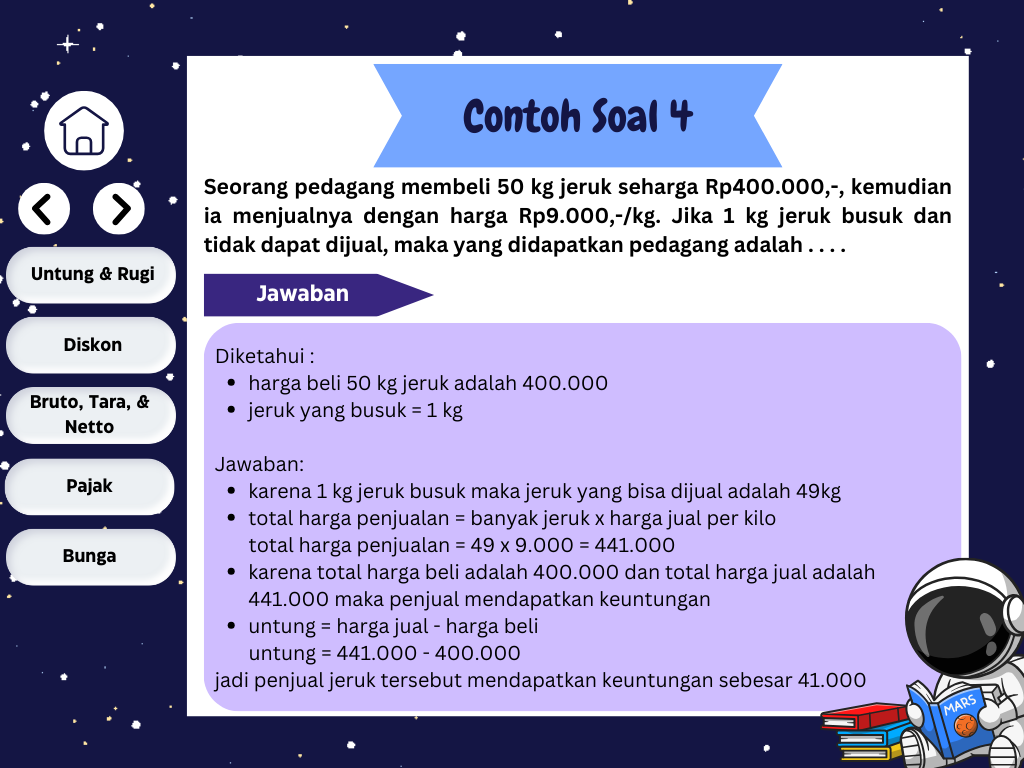 Contoh Soal 4
Seorang pedagang membeli 50 kg jeruk seharga Rp400.000,-, kemudian
ia menjualnya dengan harga Rp9.000,-/kg. Jika 1 kg jeruk busuk dan
tidak dapat dijual, maka yang didapatkan pedagang adalah . . . .
Untung & Rugi
Diskon
Bruto, Tara, &
Netto
Pajak
Bunga
Jawaban
Diketahui :
• harga beli 50 kg jeruk adalah 400.000
• jeruk yang busuk = 1 kg
Jawaban:
• karena 1 kg jeruk busuk maka jeruk yang bisa dijual adalah 49kg
• total harga penjualan = banyak jeruk x harga jual per kilo
total harga penjualan = 49 x 9.000 = 441.000
• karena total harga beli adalah 400.000 dan total harga jual adalah
441.000 maka penjual mendapatkan keuntungan
• untung = harga jual - harga beli
untung = 441.000 - 400.000
jadi penjual jeruk tersebut mendapatkan keuntungan sebesar 41.000
MARS